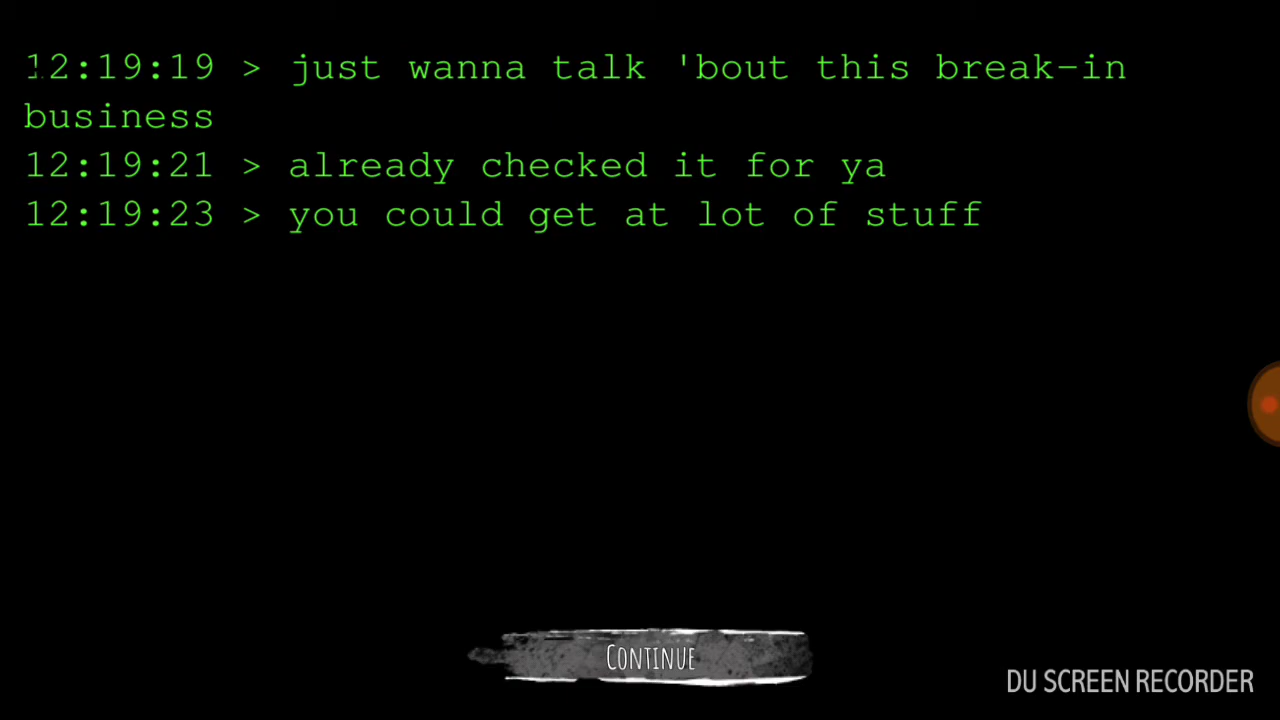 12:19:19 > just wanna talk 'bout this break-in
business
12:19:21 > already checked it for ya
12:19:23 > you could get at lot of stuff
Continue
DU SCREEN RECORDER